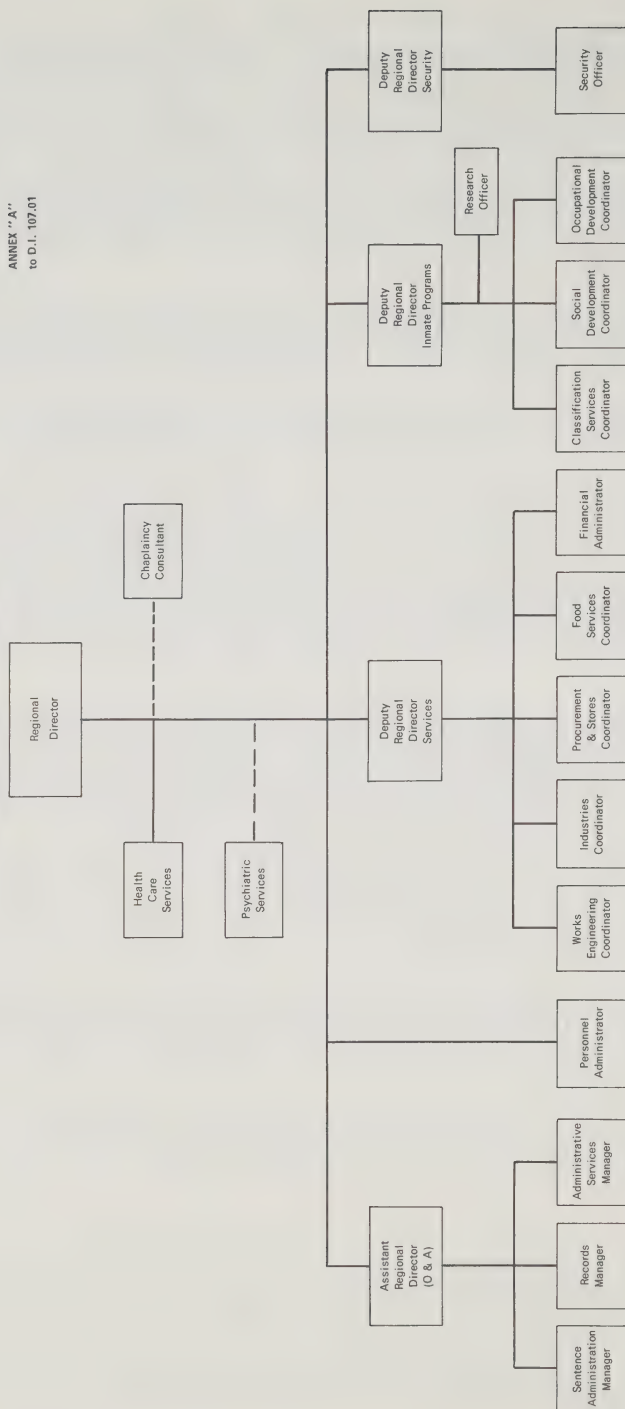 ANNEX "A"
to D.I. 107.01
Regional
Director
Chaplaincy
Consultant
Health
Care
Services
Psychiatric
Services
Assistant
Regional
Director
(O & A)
Deputy
Regional
Director
Services
Deputy
Regional
Director
Inmate Programs
Deputy
Regional
Director
Security
Research
Officer
Sentence
Administration
Manager
Records
Manager
Administrative
Services
Manager
Personnel
Administrator
Works
Engineering
Coordinator
Industries
Coordinator
Procurement
& Stores
Coordinator
Food
Services
Coordinator
Financial
Administrator
Classification
Services
Coordinator
Social
Development
Coordinator
Occupational
Development
Coordinator
Security
Officer